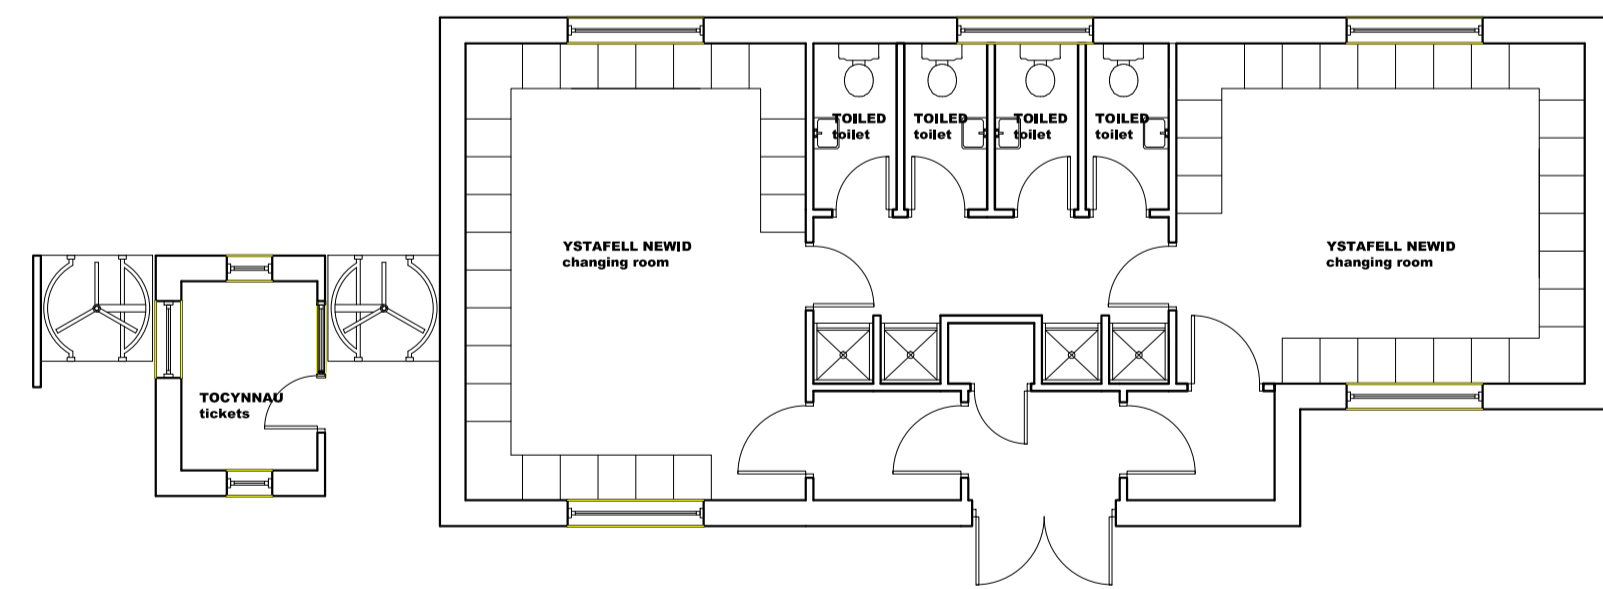 TOILED
toilet
TOILED
toilet
TOILED
toilet
TOILED
toilet
YSTAFELL NEWID
changing room
YSTAFELL NEWID
changing room
TOCYNNAU
tickets